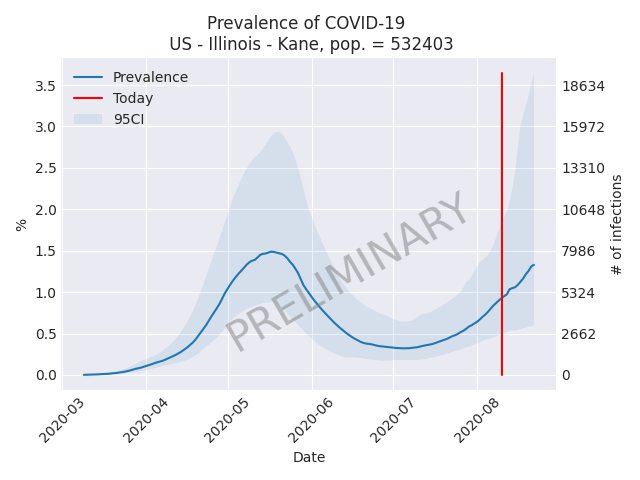 Prevalence of COVID-19
US - Illinois - Kane, pop. = 532403
Prevalence
Today
95CI
3.5
3.0
2.5
2.0
1.5
1.0
0.5
0.0
%
18634
15972
13310
10648
7986
5324
2662
0
# of infections
PRELIMINARY
2020-03
2020-04
2020-05
2020-06
2020-07
2020-08
Date